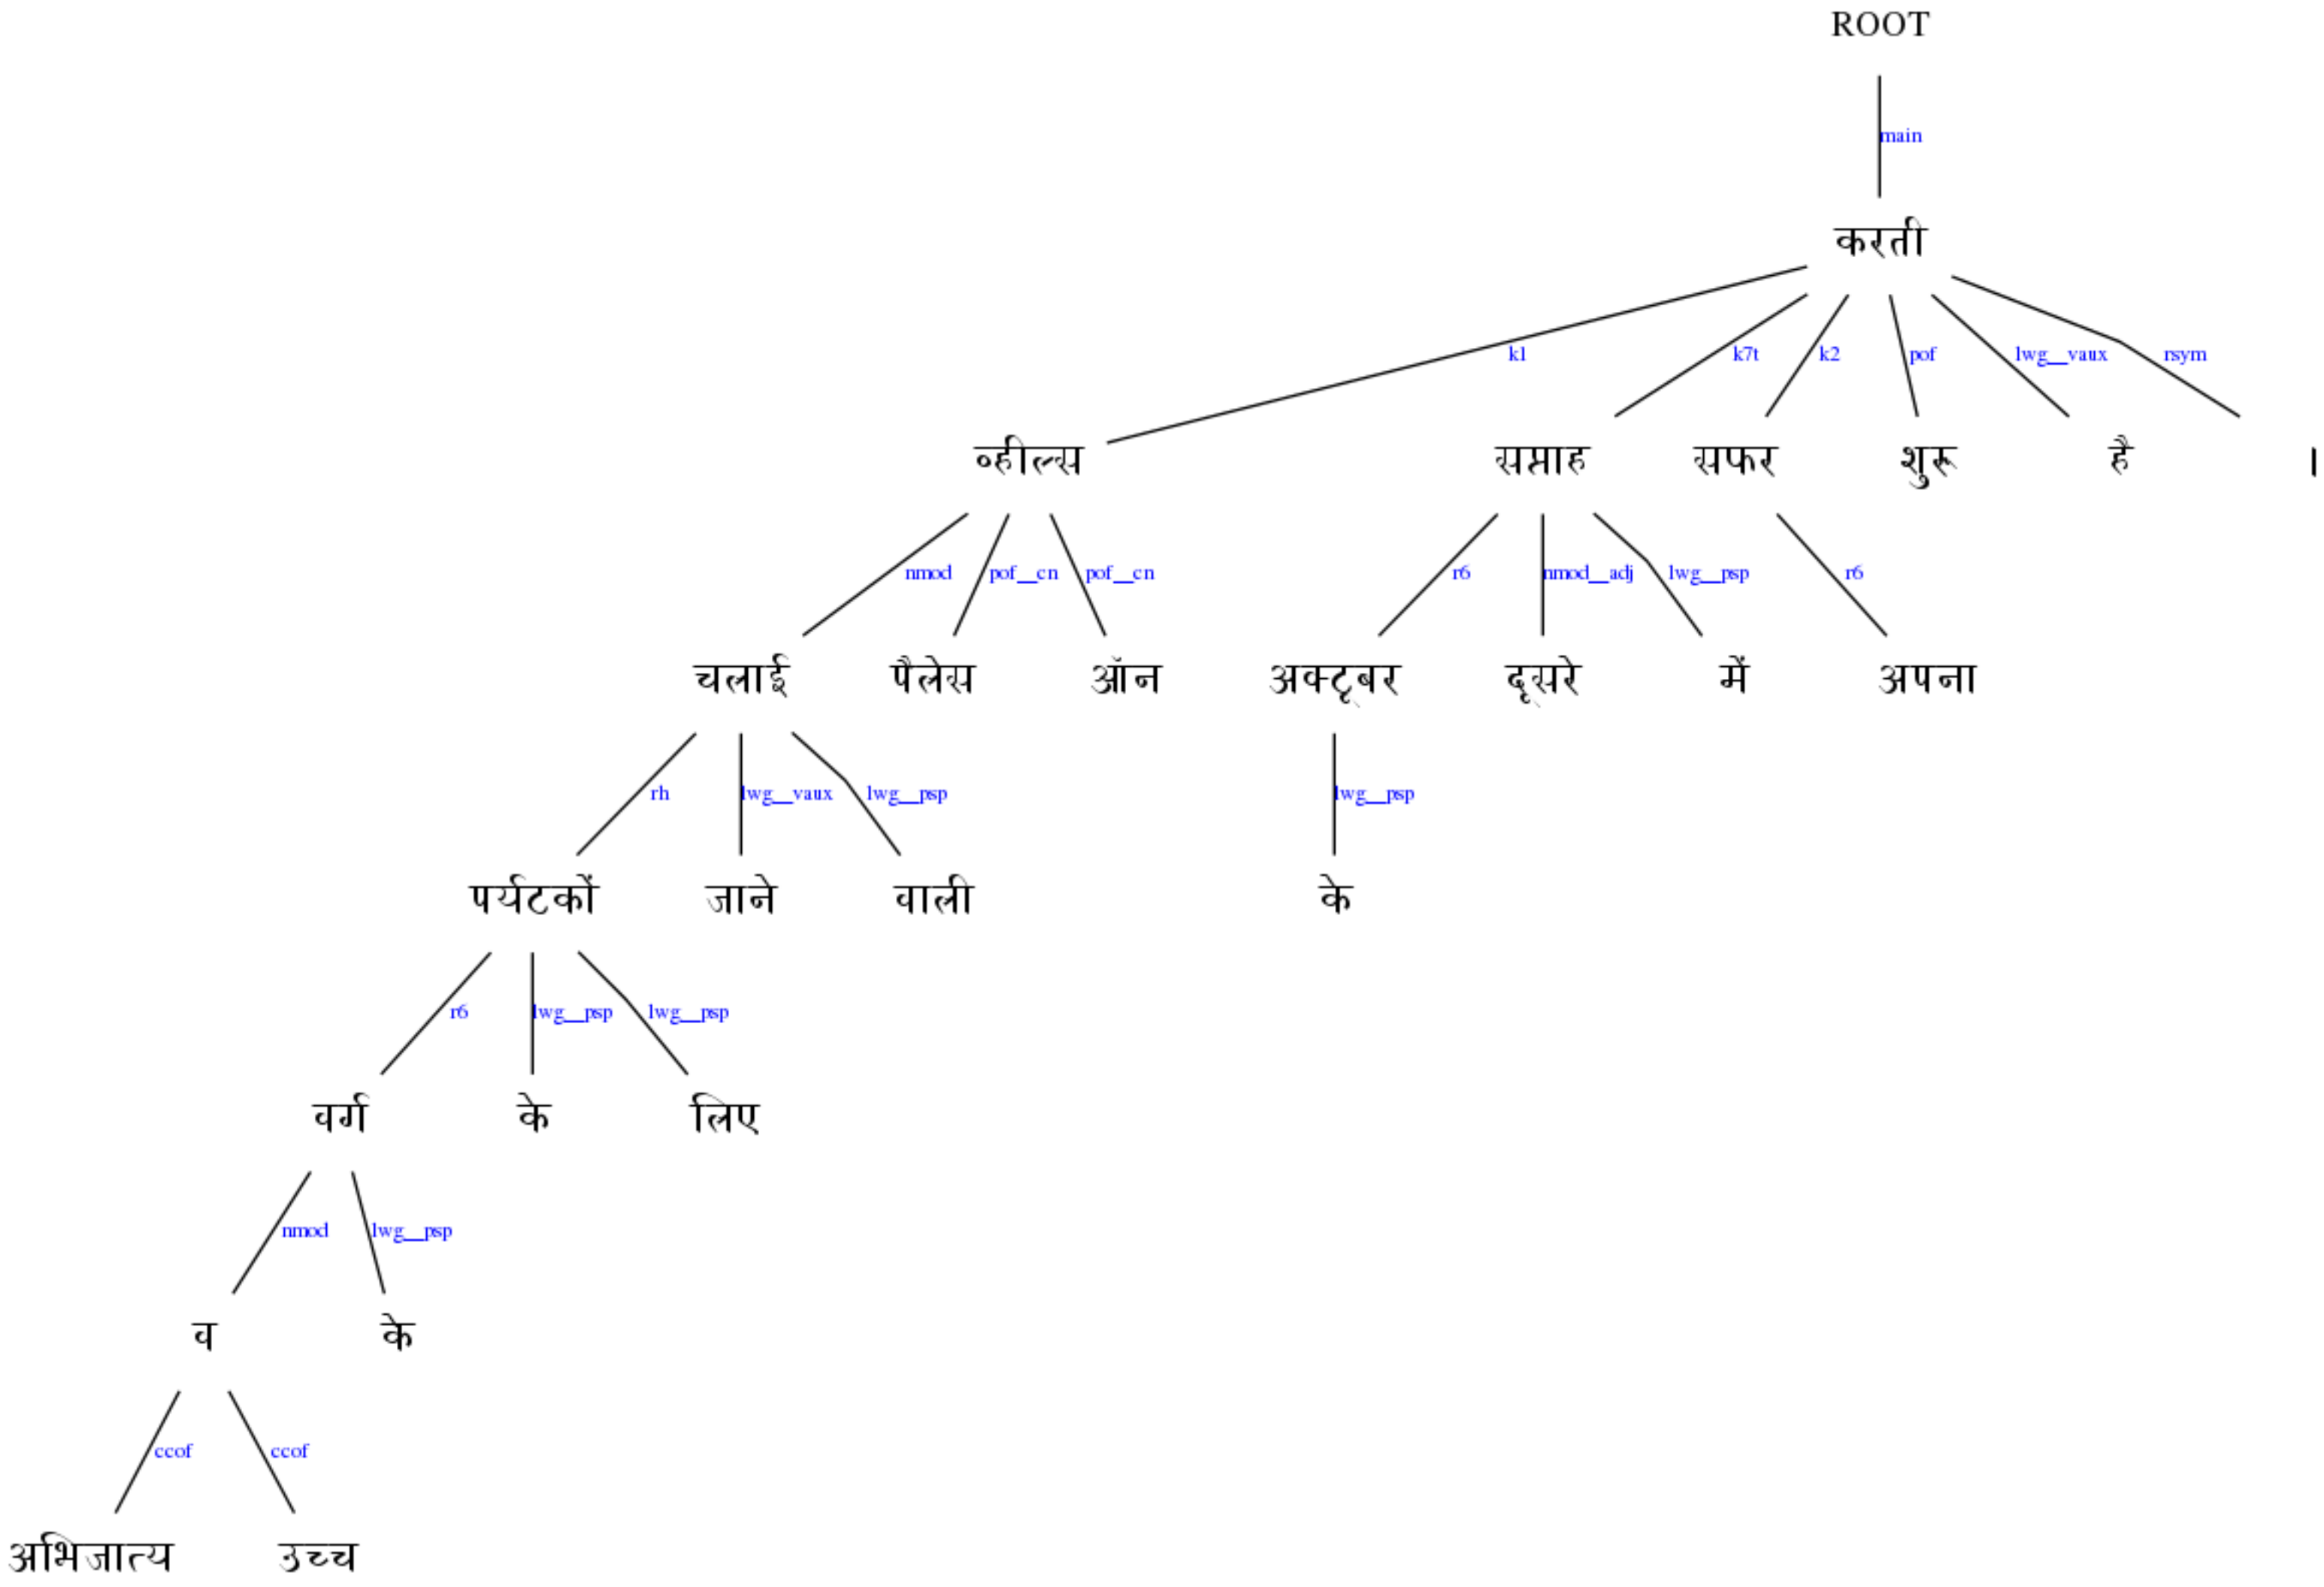 ROOT
main
करती
k1 k7t k2 pof lwg__vaux rsym
व्हील्स सप्ताह सफर शुरू है ।
nmod pof__cn pof__cn r6 nmod__adj lwg__psp r6
चलाई पैलेस ऑन अक्टूबर दूसरे में अपना
rh lwg__vaux lwg__psp lwg__psp
पर्यटकों जाने वाली के
r6 lwg__psp lwg__psp
वर्ग के लिए
nmod lwg__psp
व के
ccof ccof
अभिजात्य उच्च